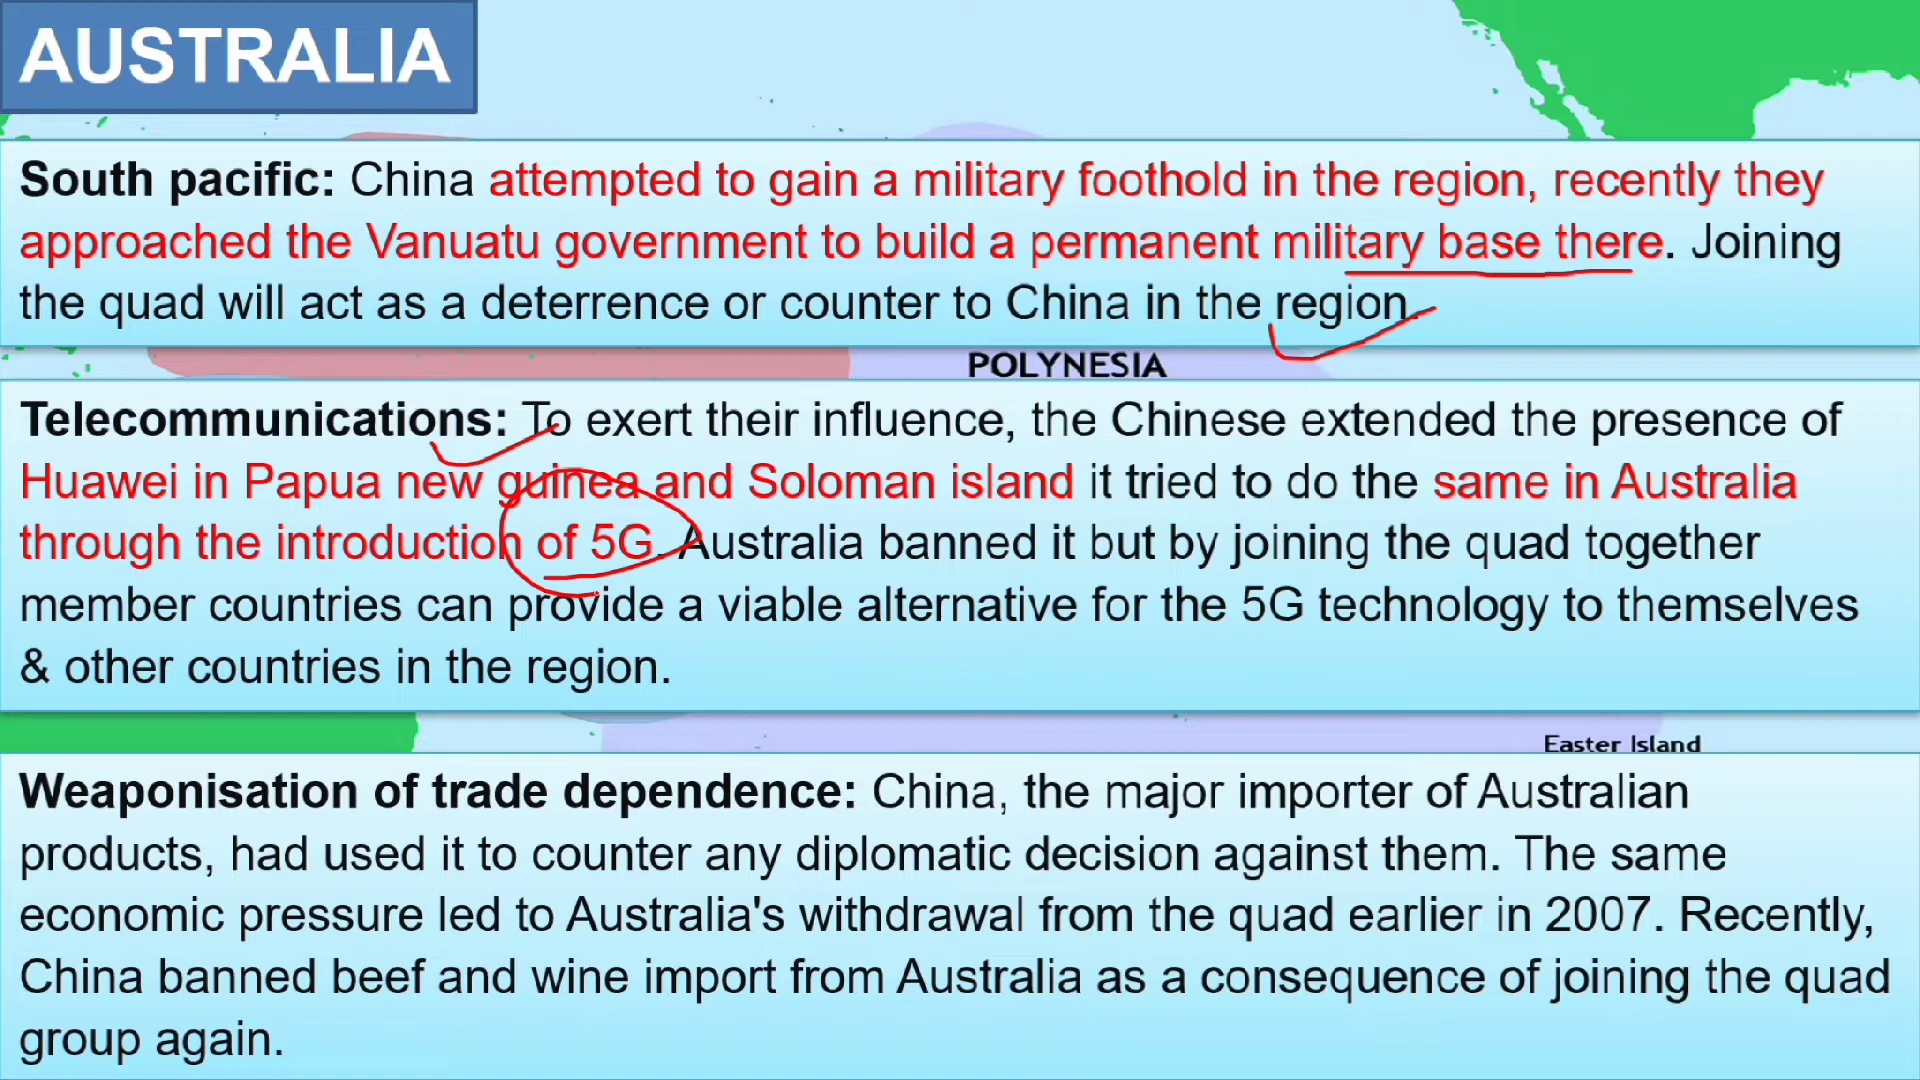 AUSTRALIA
South pacific: China attempted to gain a military foothold in the region, recently they
approached the Vanuatu government to build a permanent military base there. Joining
the quad will act as a deterrence or counter to China in the region.
POLYNESIA
Telecommunications: To exert their influence, the Chinese extended the presence of
Huawei in Papua new guinea and Soloman island it tried to do the same in Australia
through the introduction of 5G. Australia banned it but by joining the quad together
member countries can provide a viable alternative for the 5G technology to themselves
& other countries in the region.
Easter Island
Weaponisation of trade dependence: China, the major importer of Australian
products, had used it to counter any diplomatic decision against them. The same
economic pressure led to Australia's withdrawal from the quad earlier in 2007. Recently,
China banned beef and wine import from Australia as a consequence of joining the quad
group again.